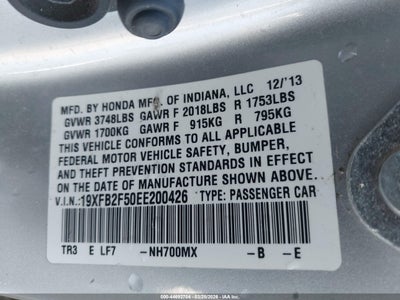 MFD. BY HONDA MFG. OF INDIANA, LLC 12/'13
GVWR 3748LBS GAWR F 2018LBS R 1753LBS
GVWR 1700KG GAWR F 915KG R 795KG
THIS VEHICLE CONFORMS TO ALL APPLICABLE
FEDERAL MOTOR VEHICLE SAFETY, BUMPER,
AND THEFT PREVENTION STANDARDS IN EFFECT
ON THE DATE OF MANUFACTURE SHOWN ABOVE.
V.I.N.: 19XFB2F50EE200426 TYPE: PASSENGER CAR
TR3 E LF7 -NH700MX -B -E